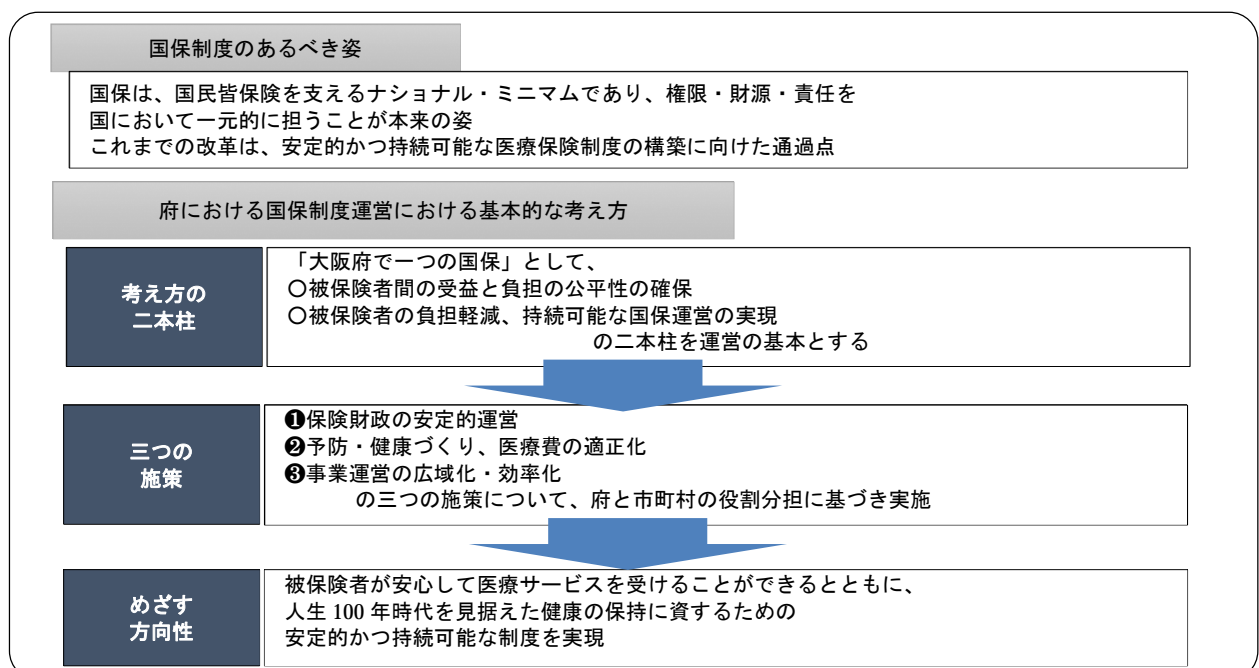 国保制度のあるべき姿
国保は、国民皆保険を支えるナショナル・ミニマムであり、権限・財源・責任を
国において一元的に担うことが本来の姿
これまでの改革は、安定的かつ持続可能な医療保険制度の構築に向けた通過点
府における国保制度運営における基本的な考え方
考え方の
二本柱
「大阪府で一つの国保」として、
〇被保険者間の受益と負担の公平性の確保
〇被保険者の負担軽減、持続可能な国保運営の実現
の二本柱を運営の基本とする
三つの
施策
❶保険財政の安定的運営
❷予防・健康づくり、医療費の適正化
❸事業運営の広域化・効率化
の三つの施策について、府と市町村の役割分担に基づき実施
めざす
方向性
被保険者が安心して医療サービスを受けることができるとともに、
人生 100 年時代を見据えた健康の保持に資するための
安定的かつ持続可能な制度を実現